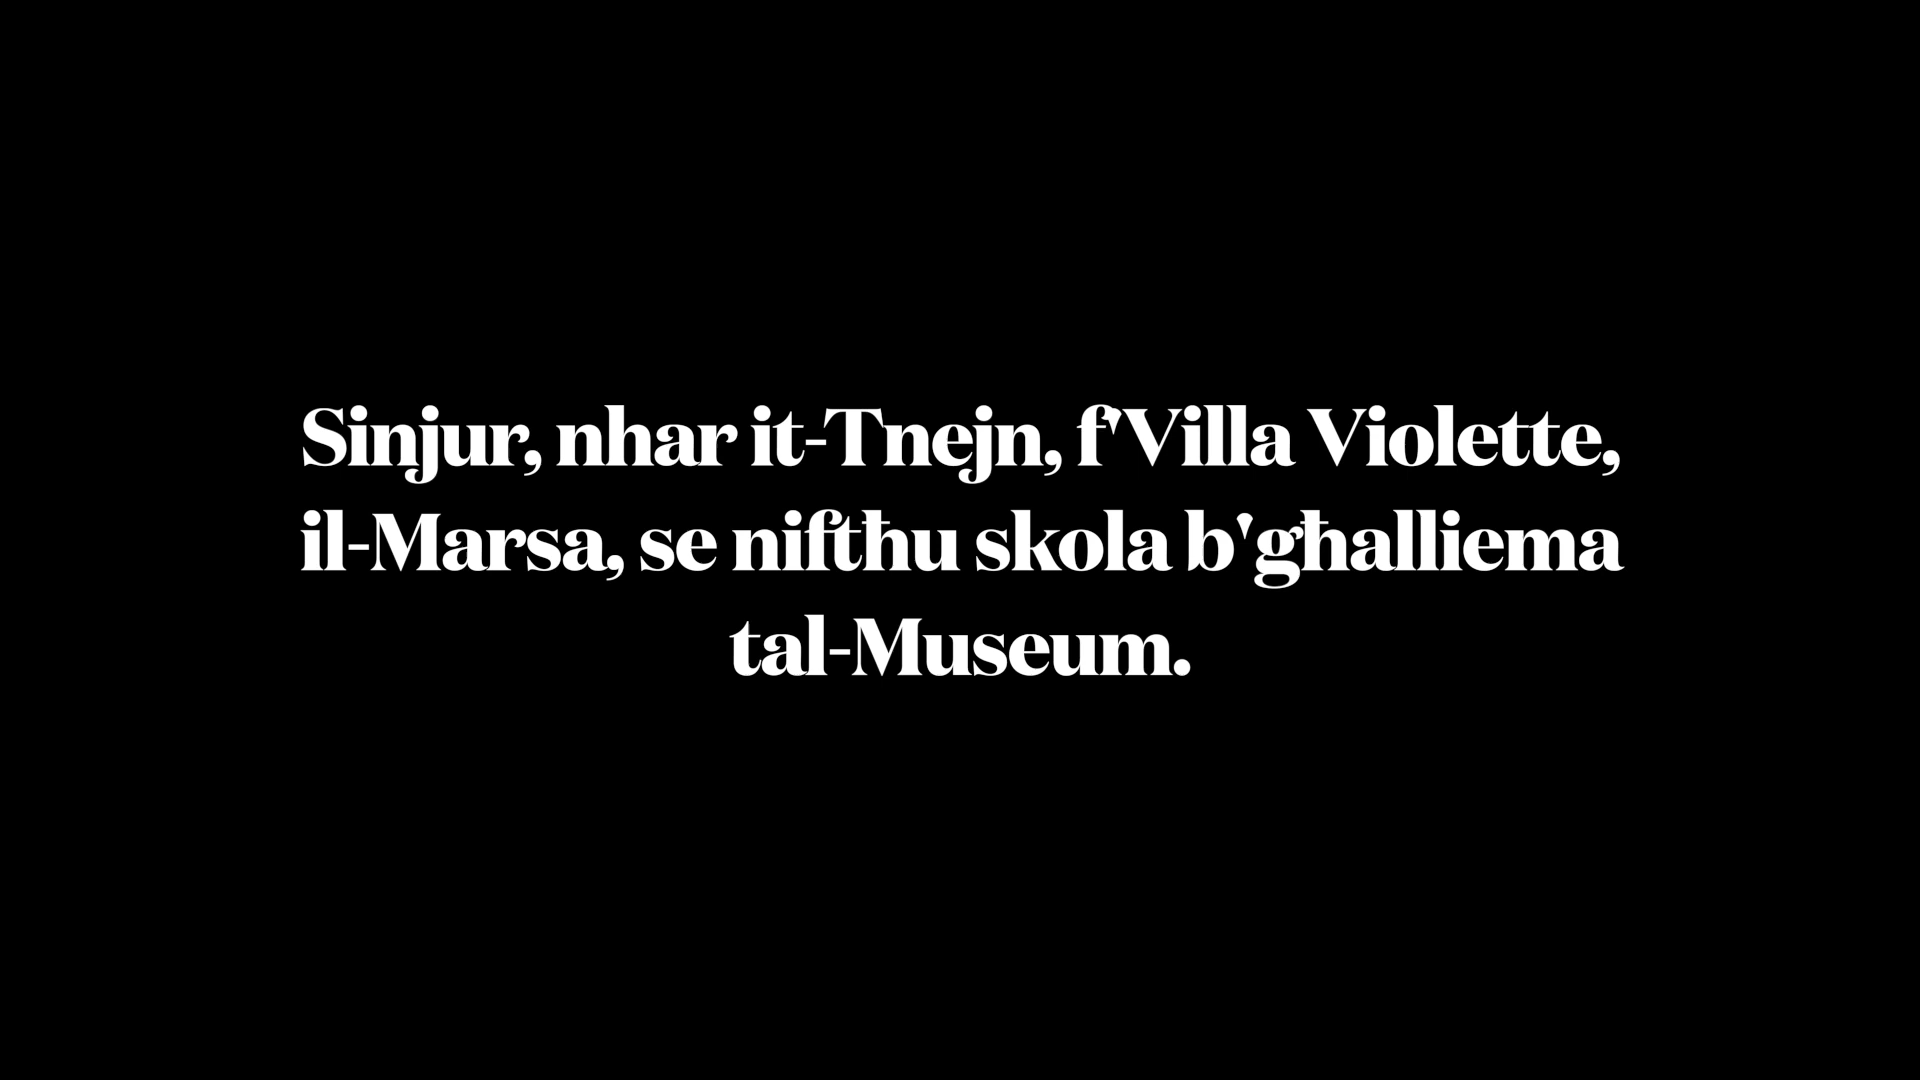 Sinjur, nhar it-Tnejn, f'Villa Violette,
il-Marsa, se niftħu skola b'għalliema
tal-Museum.